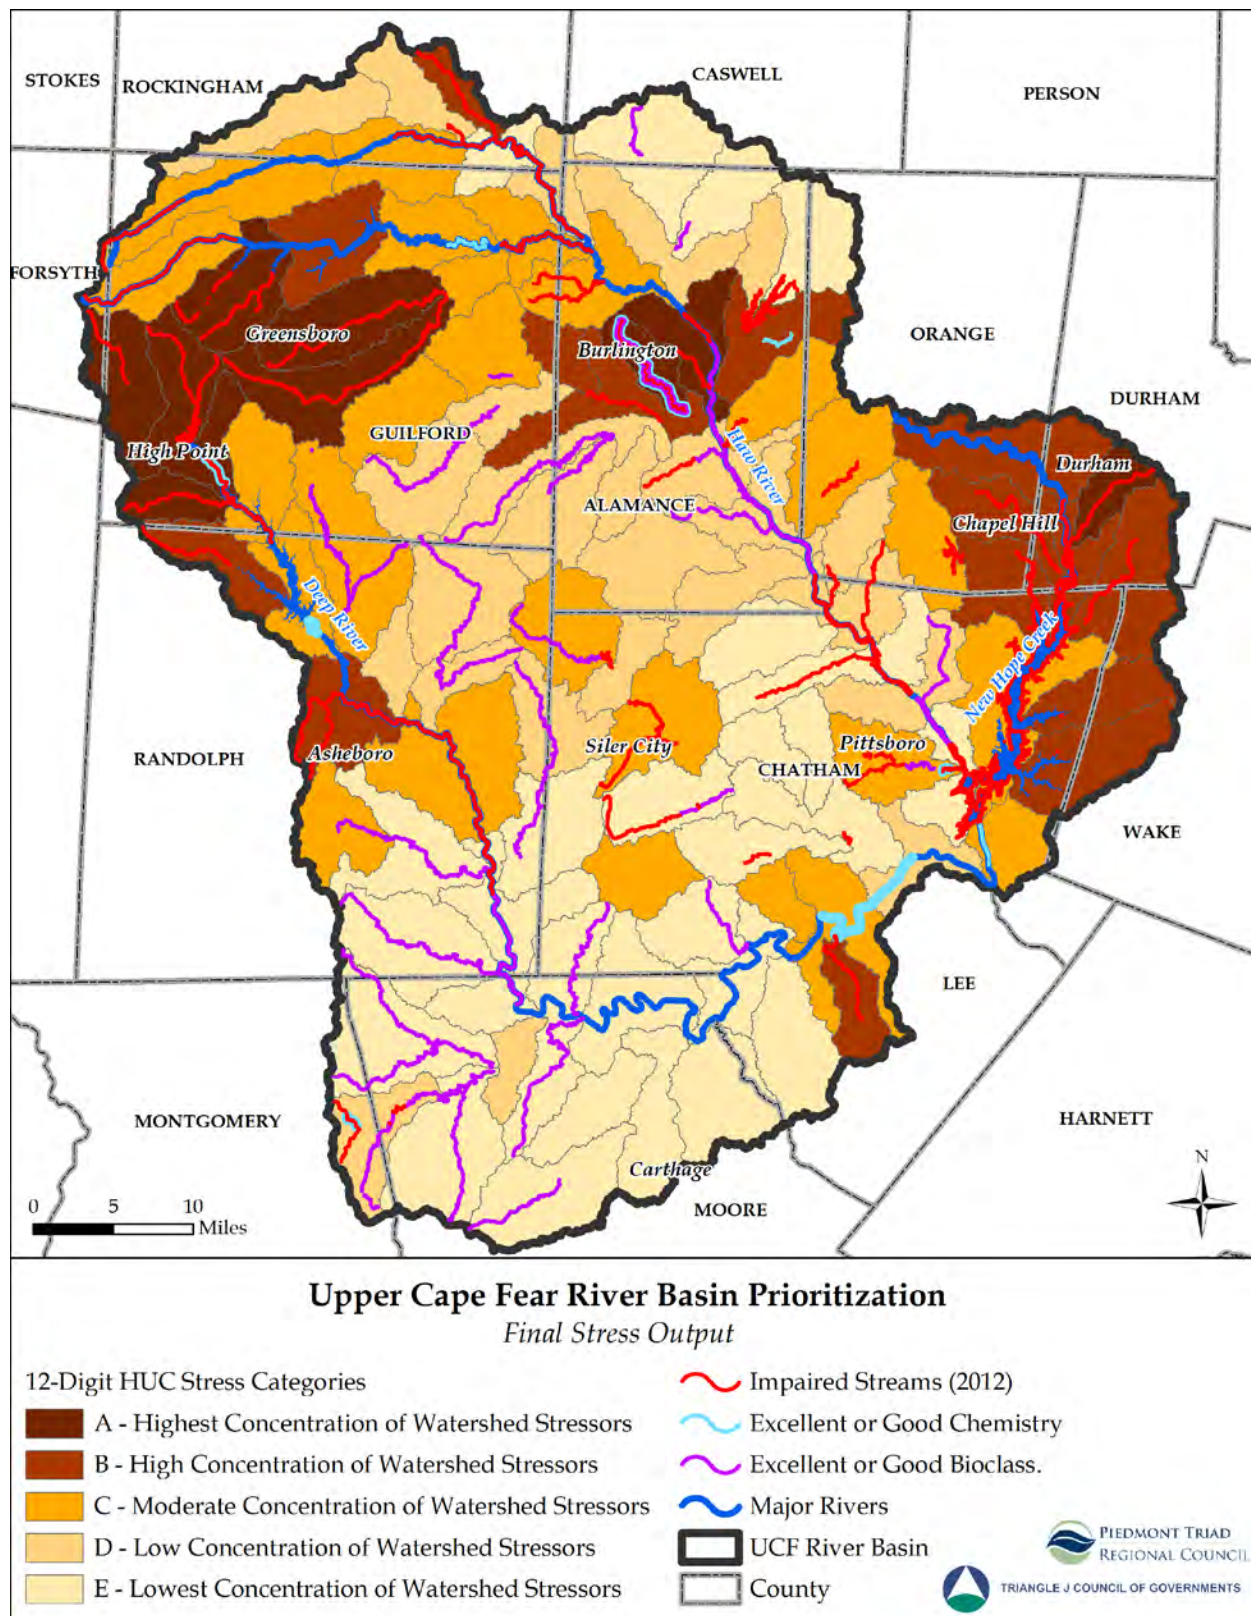 STOKES
ROCKINGHAM
CASWELL
PERSON
FORSYTH
Greensboro
Burlington
ORANGE
DURHAM
High Point
GUILFORD
Haw River
Durham
ALAMANCE
Chapel Hill
Deep River
New Hope Creek
RANDOLPH
Asheboro
Siler City
Pittsboro
CHATHAM
WAKE
LEE
MONTGOMERY
HARNETT
Carthage
MOORE
N
0 5 10
Miles
Upper Cape Fear River Basin Prioritization
Final Stress Output
12-Digit HUC Stress Categories
A - Highest Concentration of Watershed Stressors
B - High Concentration of Watershed Stressors
C - Moderate Concentration of Watershed Stressors
D - Low Concentration of Watershed Stressors
E - Lowest Concentration of Watershed Stressors
Impaired Streams (2012)
Excellent or Good Chemistry
Excellent or Good Bioclass.
Major Rivers
UCF River Basin
County
PIEDMONT TRIAD
REGIONAL COUNCIL
TRIANGLE J COUNCIL OF GOVERNMENTS